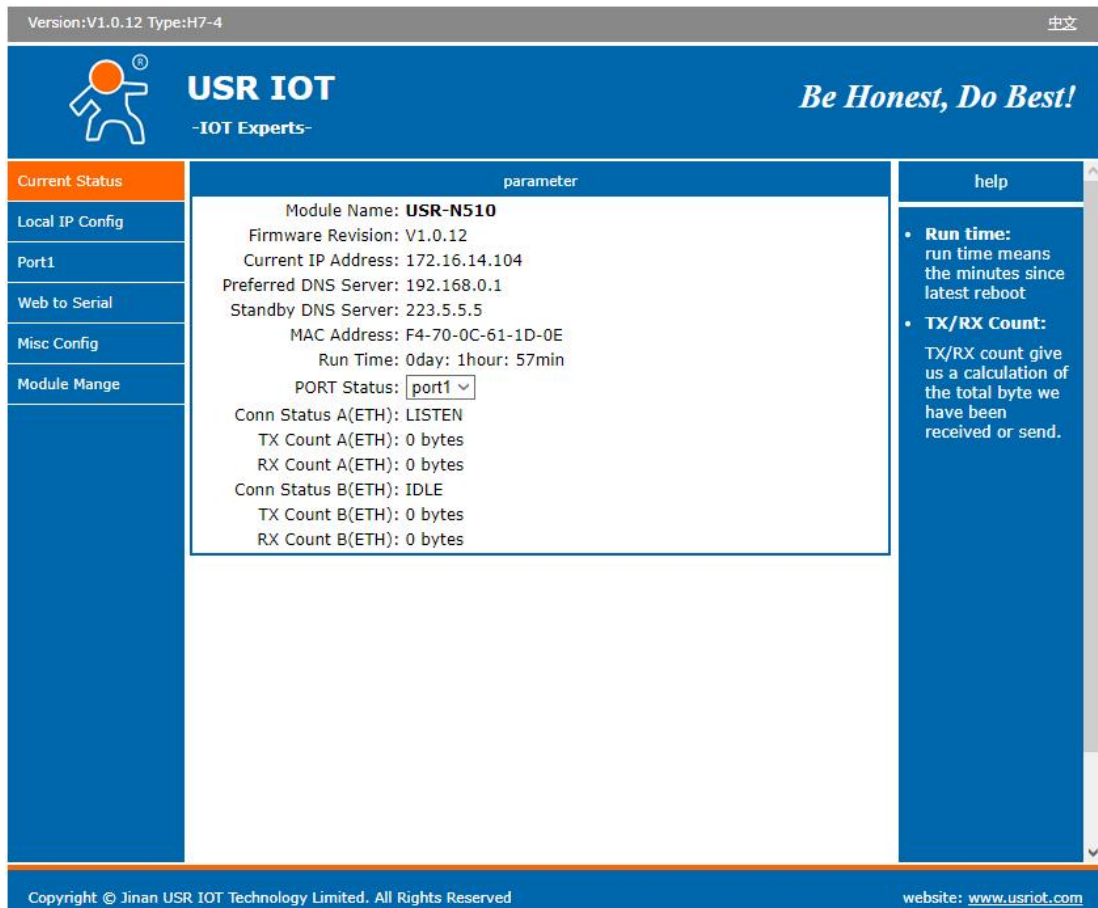 Version:V1.0.12 Type:H7-4
中文
®
USR IOT
-IOT Experts-
Be Honest, Do Best!
Current Status
Local IP Config
Port1
Web to Serial
Misc Config
Module Mange
parameter
Module Name: USR-N510
Firmware Revision: V1.0.12
Current IP Address: 172.16.14.104
Preferred DNS Server: 192.168.0.1
Standby DNS Server: 223.5.5.5
MAC Address: F4-70-0C-61-1D-0E
Run Time: 0day: 1hour: 57min
PORT Status: port1
Conn Status A(ETH): LISTEN
TX Count A(ETH): 0 bytes
RX Count A(ETH): 0 bytes
Conn Status B(ETH): IDLE
TX Count B(ETH): 0 bytes
RX Count B(ETH): 0 bytes
help
• Run time:
run time means
the minutes since
latest reboot
• TX/RX Count:
TX/RX count give
us a calculation of
the total byte we
have been
received or send.
Copyright © Jinan USR IOT Technology Limited. All Rights Reserved
website: www.usriot.com